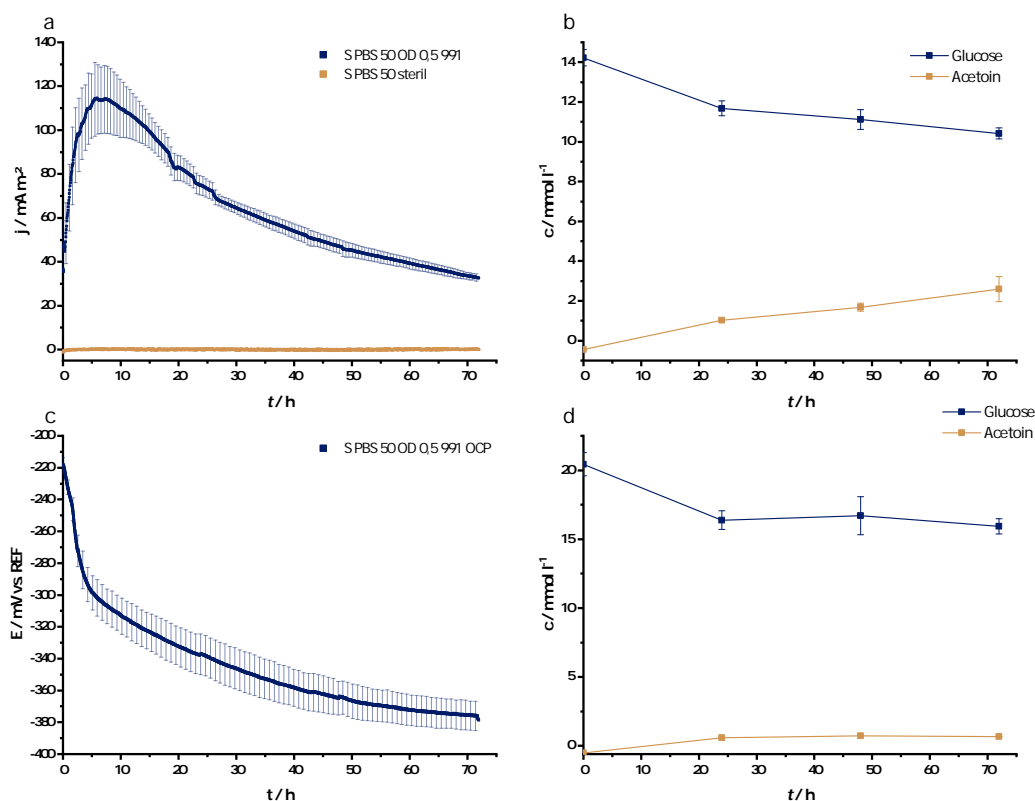 a
SPBS 50 OD 0,5 991
SPBS 50 steril
j / mA m⁻²
140
120
100
80
60
40
20
0
0 10 20 30 40 50 60 70
t / h
b
Glucose
Acetoin
c / mmol l⁻¹
14
12
10
8
6
4
2
0
0 10 20 30 40 50 60 70
t / h
c
SPBS 50 OD 0,5 991 OCP
E / mV vs. REF
-200
-220
-240
-260
-280
-300
-320
-340
-360
-380
-400
0 10 20 30 40 50 60 70
t / h
d
Glucose
Acetoin
c / mmol l⁻¹
20
15
10
5
0
0 10 20 30 40 50 60 70
t / h